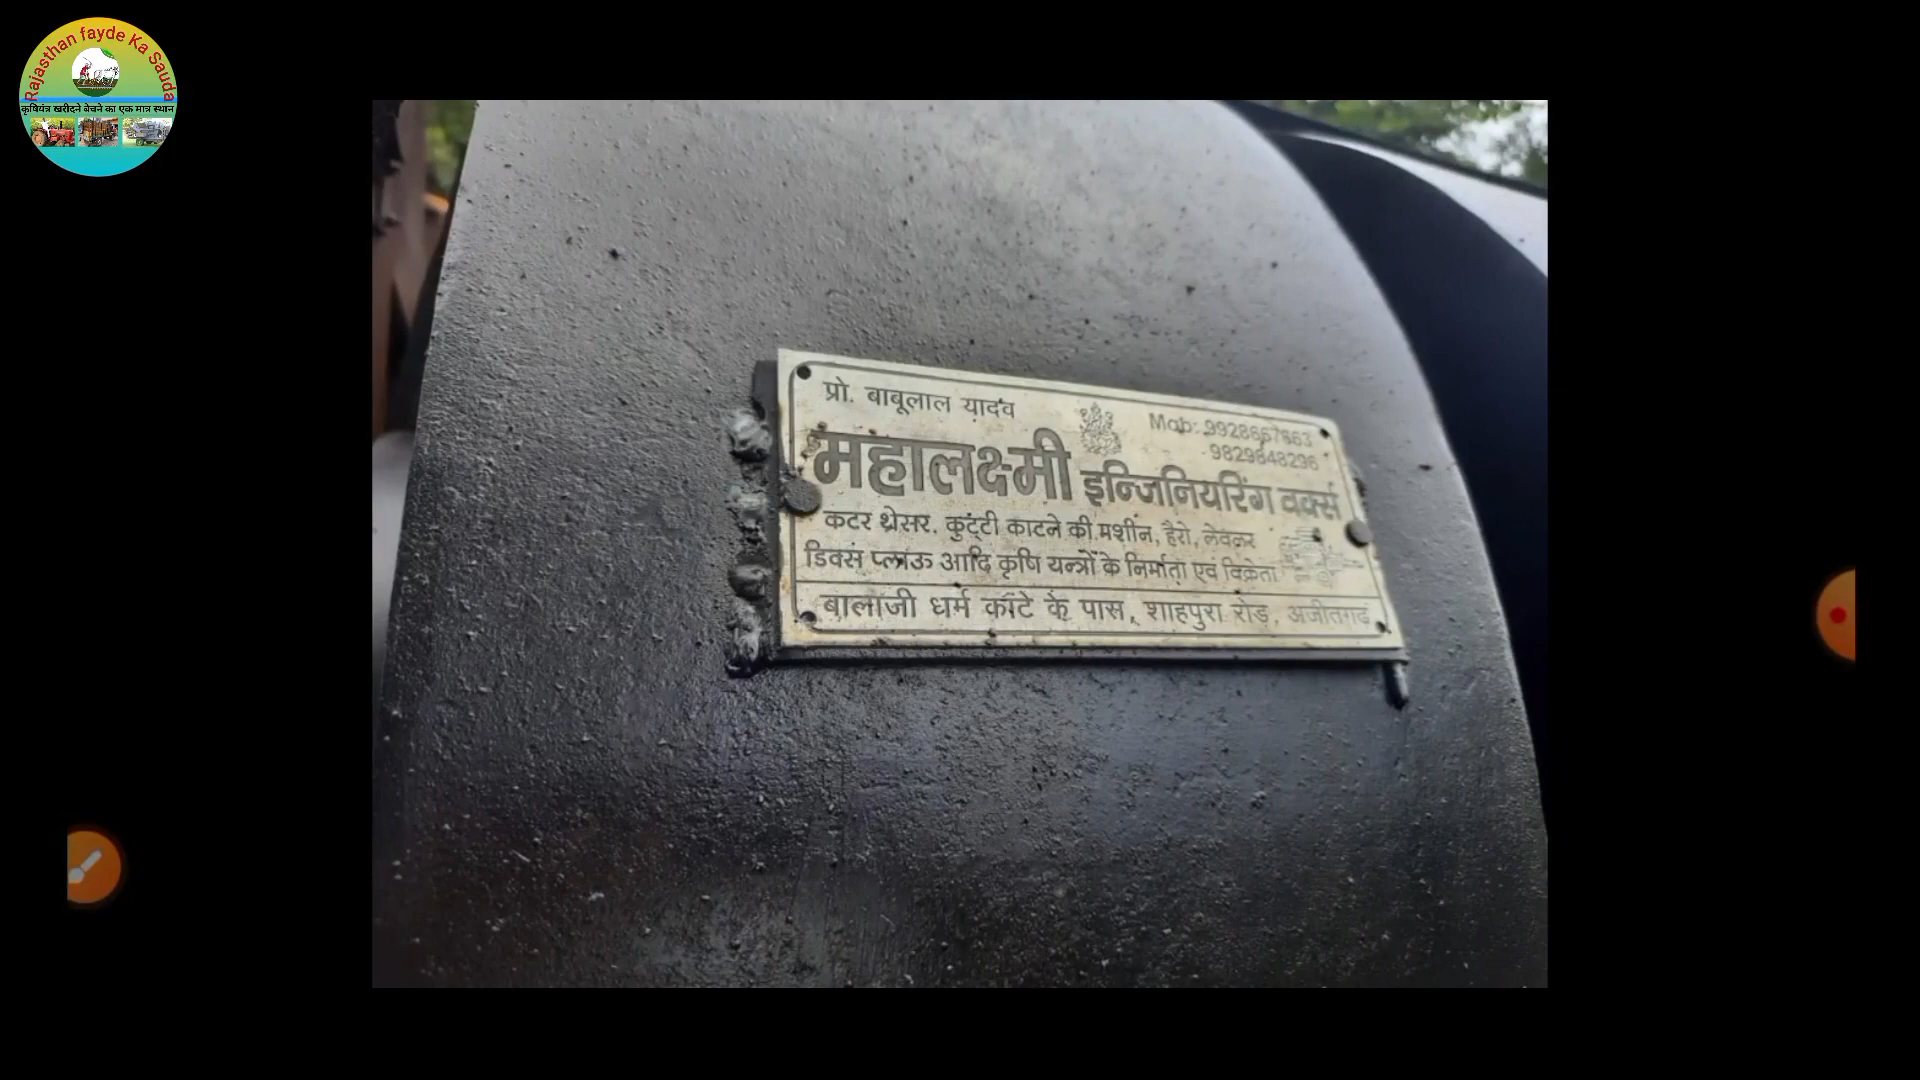 Rajasthan fayde Ka Sauda
कृषियंत्र खरीदने बेचने का एक मात्र स्थान
प्रो. बाबूलाल यादव
Mob: 9928667663
9829848296
महालक्ष्मी इन्जिनियरिंग वर्क्स
कटर थ्रेसर, कुट्टी काटने की मशीन, हैरो, लेवलर
डिक्स प्लाऊ आदि कृषि यन्त्रों के निर्माता एवं विक्रेता
बालाजी धर्म कांटे के पास, शाहपुरा रोड़, अजीतगढ़